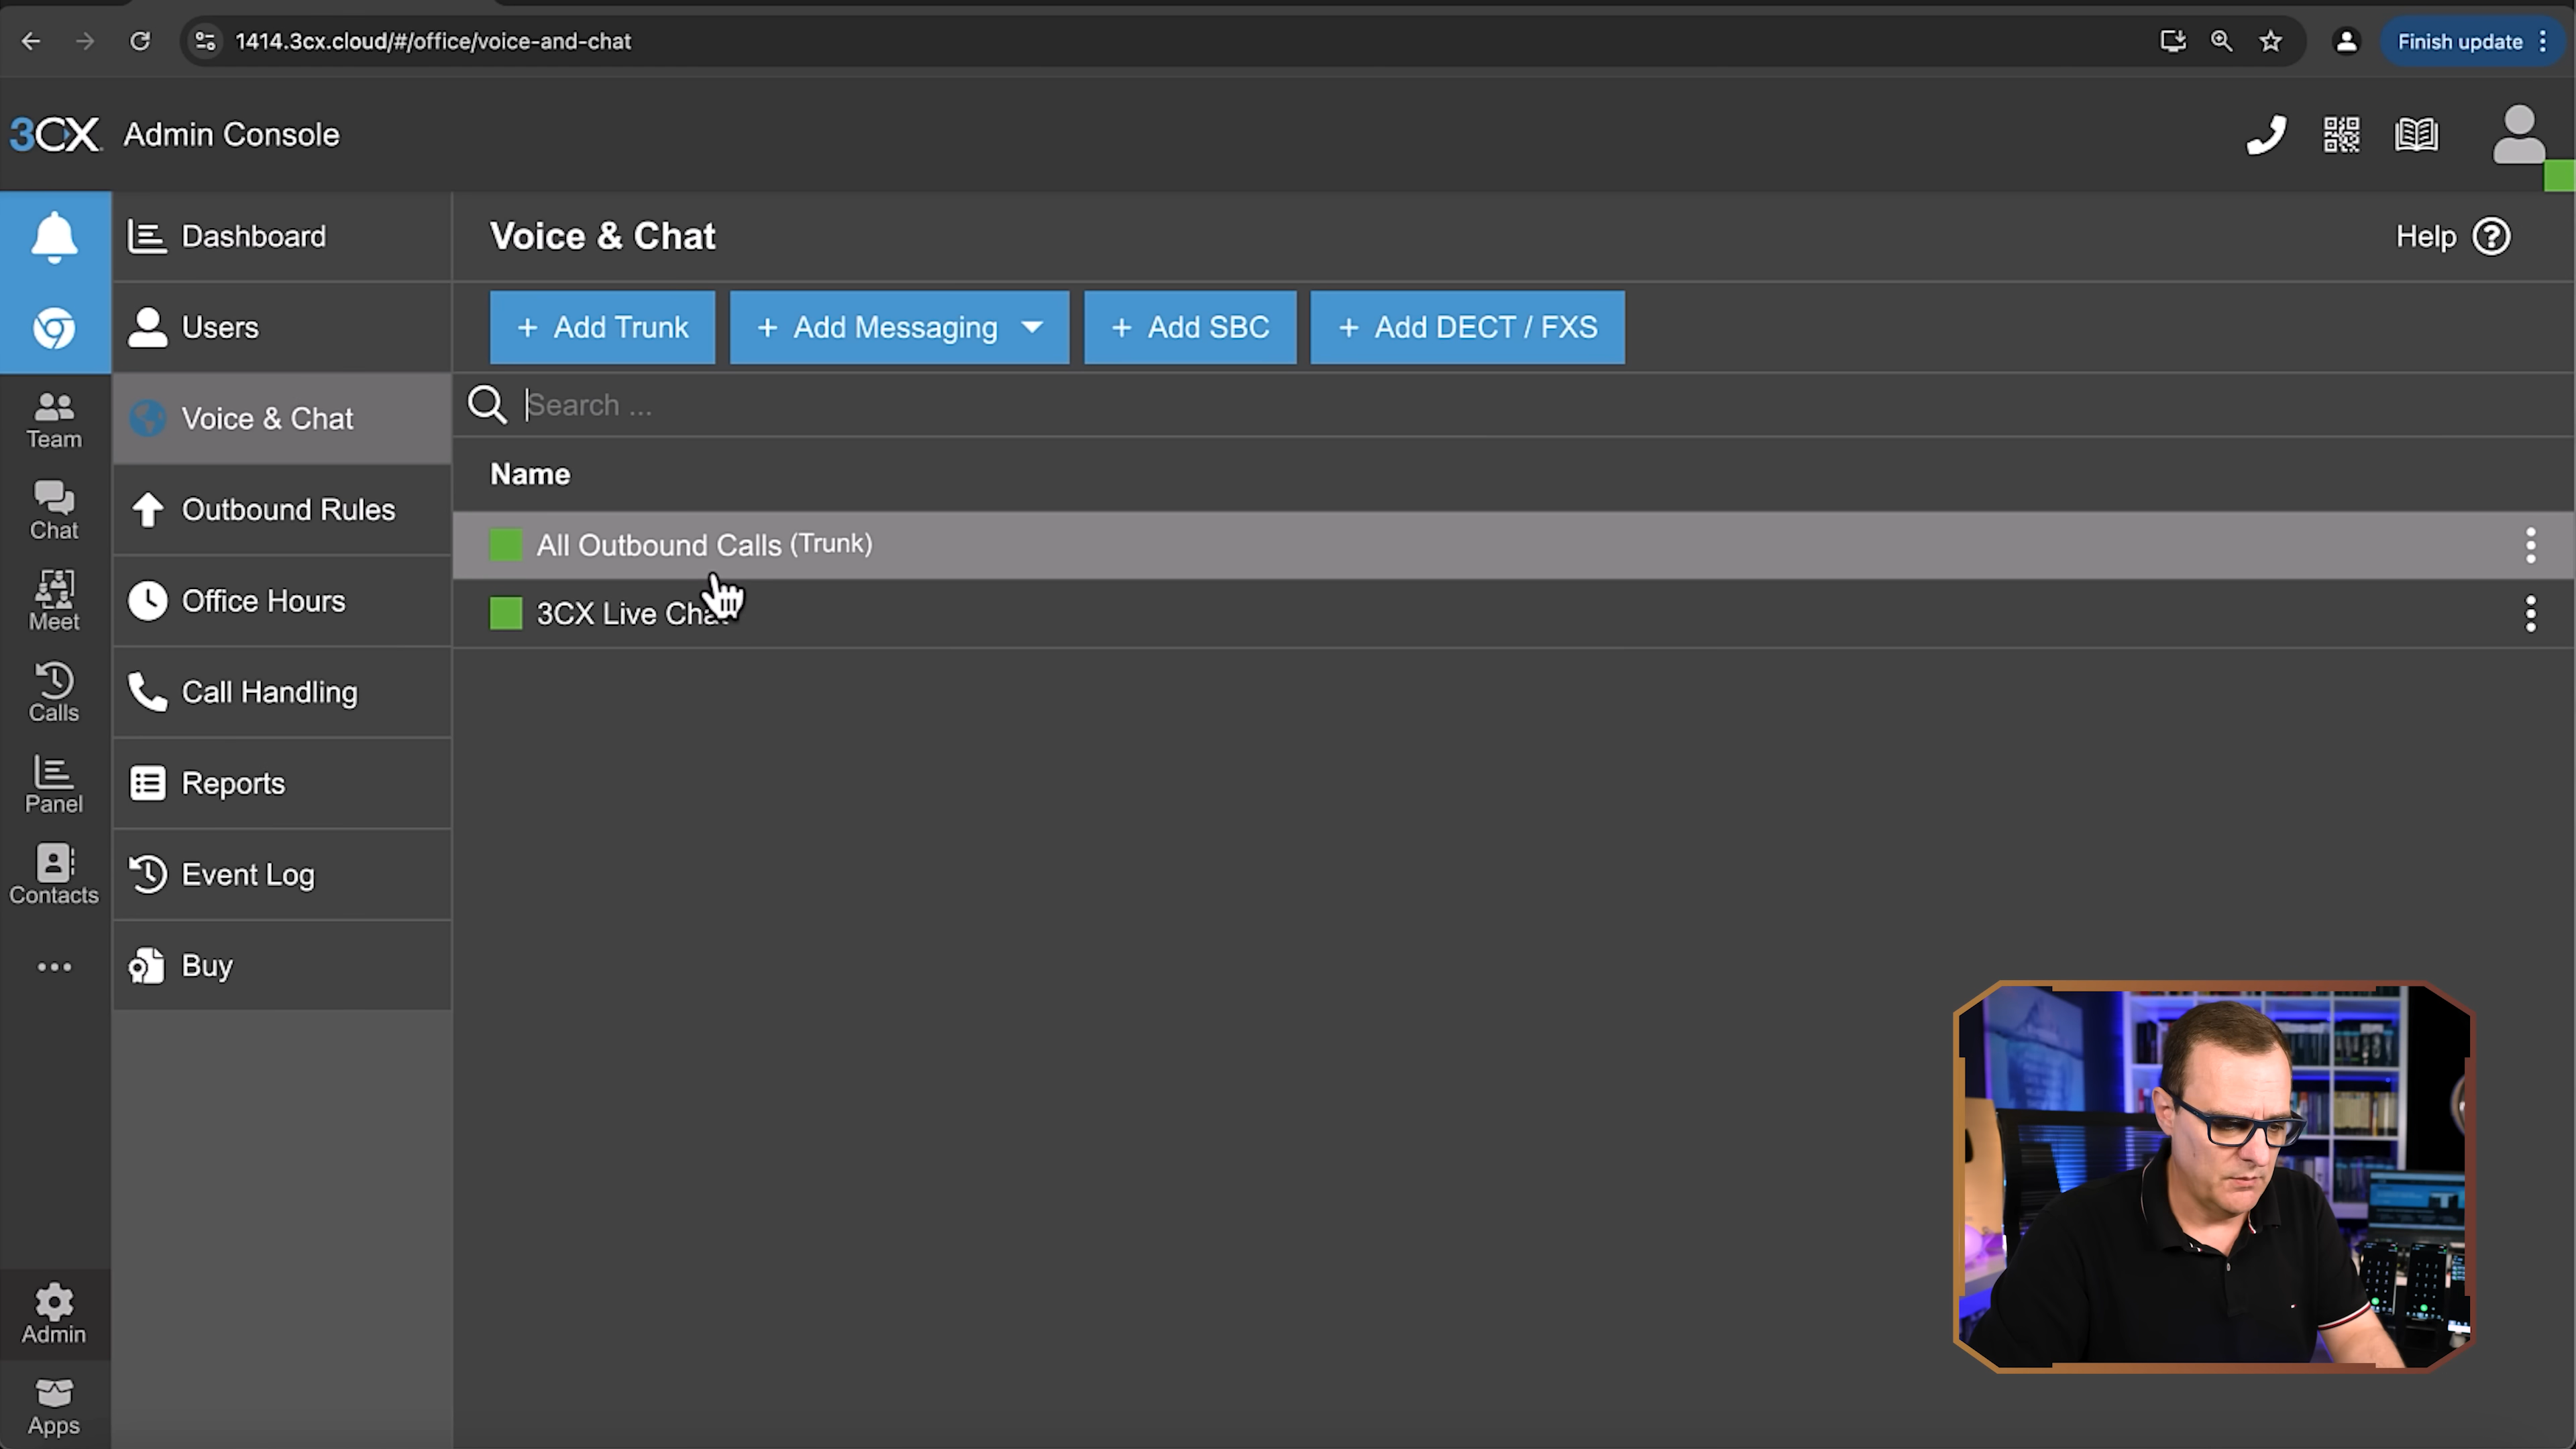 1414.3cx.cloud/#/office/voice-and-chat
Finish update
3CX Admin Console
Dashboard
Voice & Chat
Help
Users
+ Add Trunk
+ Add Messaging
+ Add SBC
+ Add DECT / FXS
Team
Voice & Chat
Search ...
Name
Chat
Outbound Rules
All Outbound Calls (Trunk)
Meet
Office Hours
3CX Live
Calls
Call Handling
Panel
Reports
Contacts
Event Log
Buy
Admin
Apps